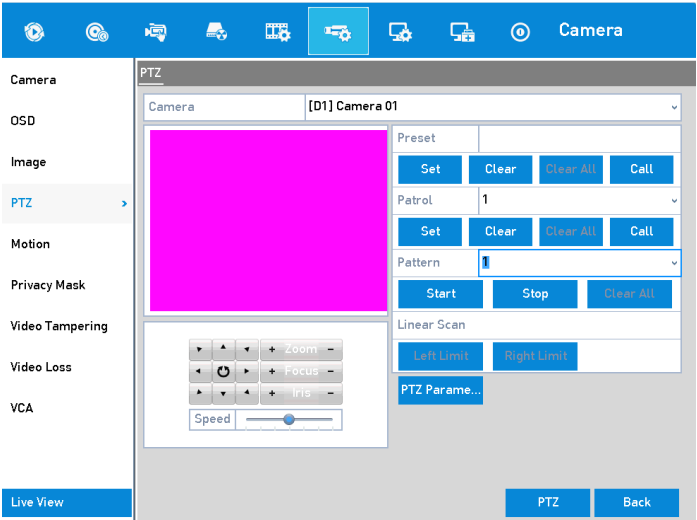 Camera
Camera
OSD
Image
PTZ
Motion
Privacy Mask
Video Tampering
Video Loss
VCA
Live View
PTZ
Camera [D1] Camera 01
Preset
Set Clear Clear All Call
Patrol 1
Set Clear Clear All Call
Pattern 1
Start Stop Clear All
Linear Scan
Left Limit Right Limit
PTZ Parame...
+ Zoom −
+ Focus −
+ Iris −
Speed
PTZ Back